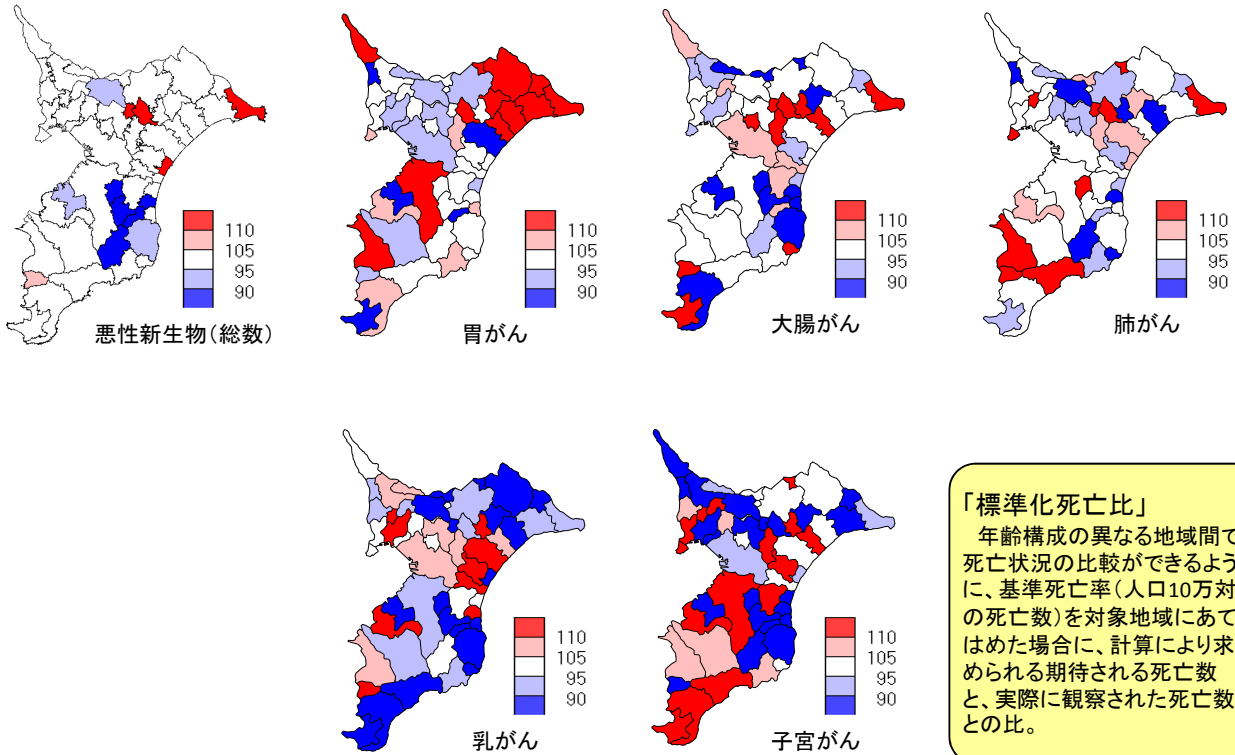 110
105
95
90
悪性新生物(総数)
110
105
95
90
胃がん
110
105
95
90
大腸がん
110
105
95
90
肺がん
110
105
95
90
乳がん
110
105
95
90
子宮がん
「標準化死亡比」
年齢構成の異なる地域間で
死亡状況の比較ができるよう
に、基準死亡率(人口10万対
の死亡数)を対象地域にあて
はめた場合に、計算により求
められる期待される死亡数
と、実際に観察された死亡数
との比。